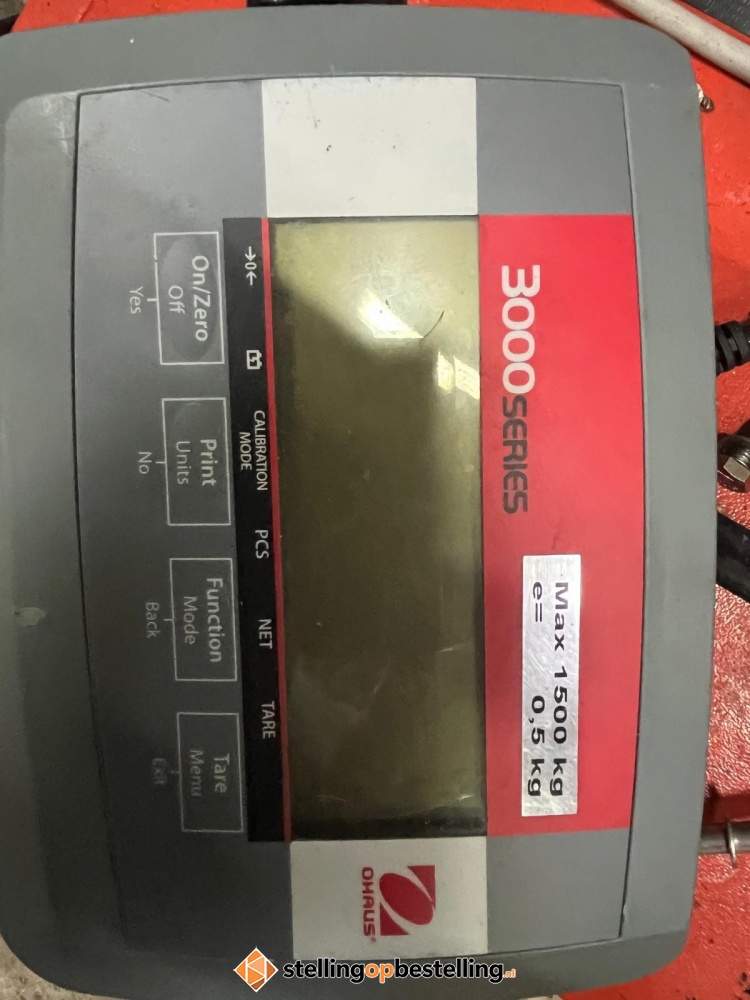 3000SERIES
Max 1500 kg
e= 0,5 kg
→0←
CALIBRATION
MODE
PCS
NET
TARE
On/Zero
Off
Yes
Print
Units
No
Function
Mode
Back
Tare
Menu
Exit
OHAUS®
stellingopbestelling.nl